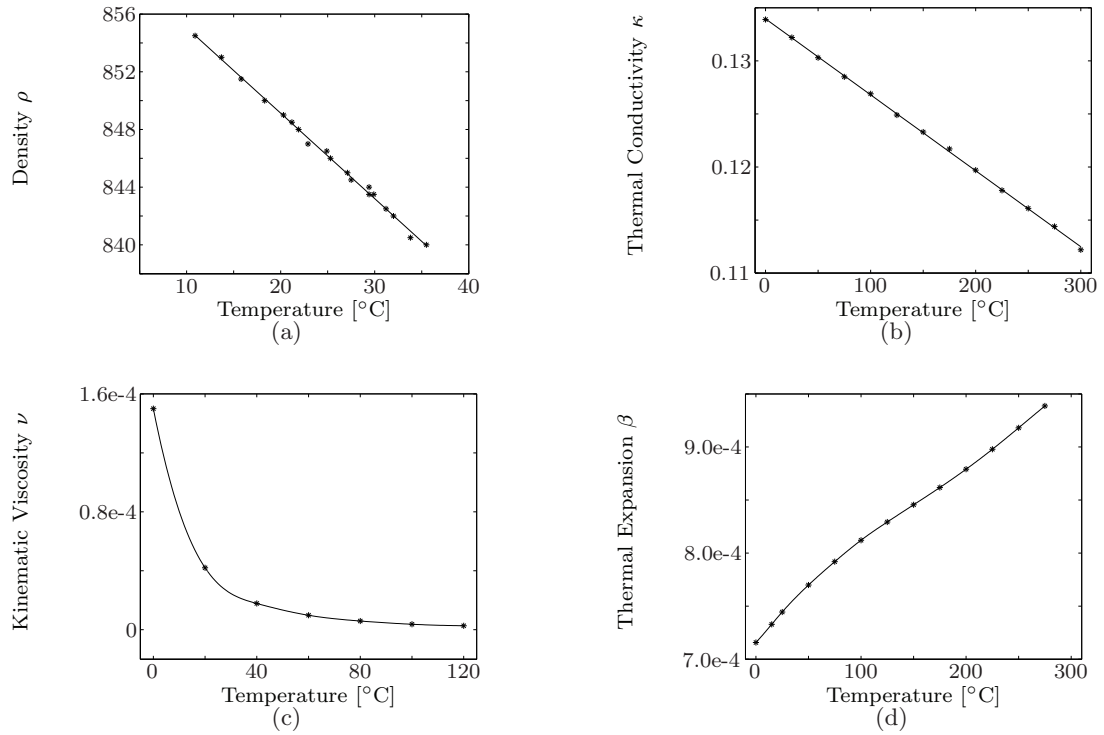 Density ρ
856
852
848
844
840
10
20
30
40
Temperature [°C]
(a)
Thermal Conductivity κ
0.13
0.12
0.11
0
100
200
300
Temperature [°C]
(b)
Kinematic Viscosity ν
1.6e-4
0.8e-4
0
0
40
80
120
Temperature [°C]
(c)
Thermal Expansion β
9.0e-4
8.0e-4
7.0e-4
0
100
200
300
Temperature [°C]
(d)